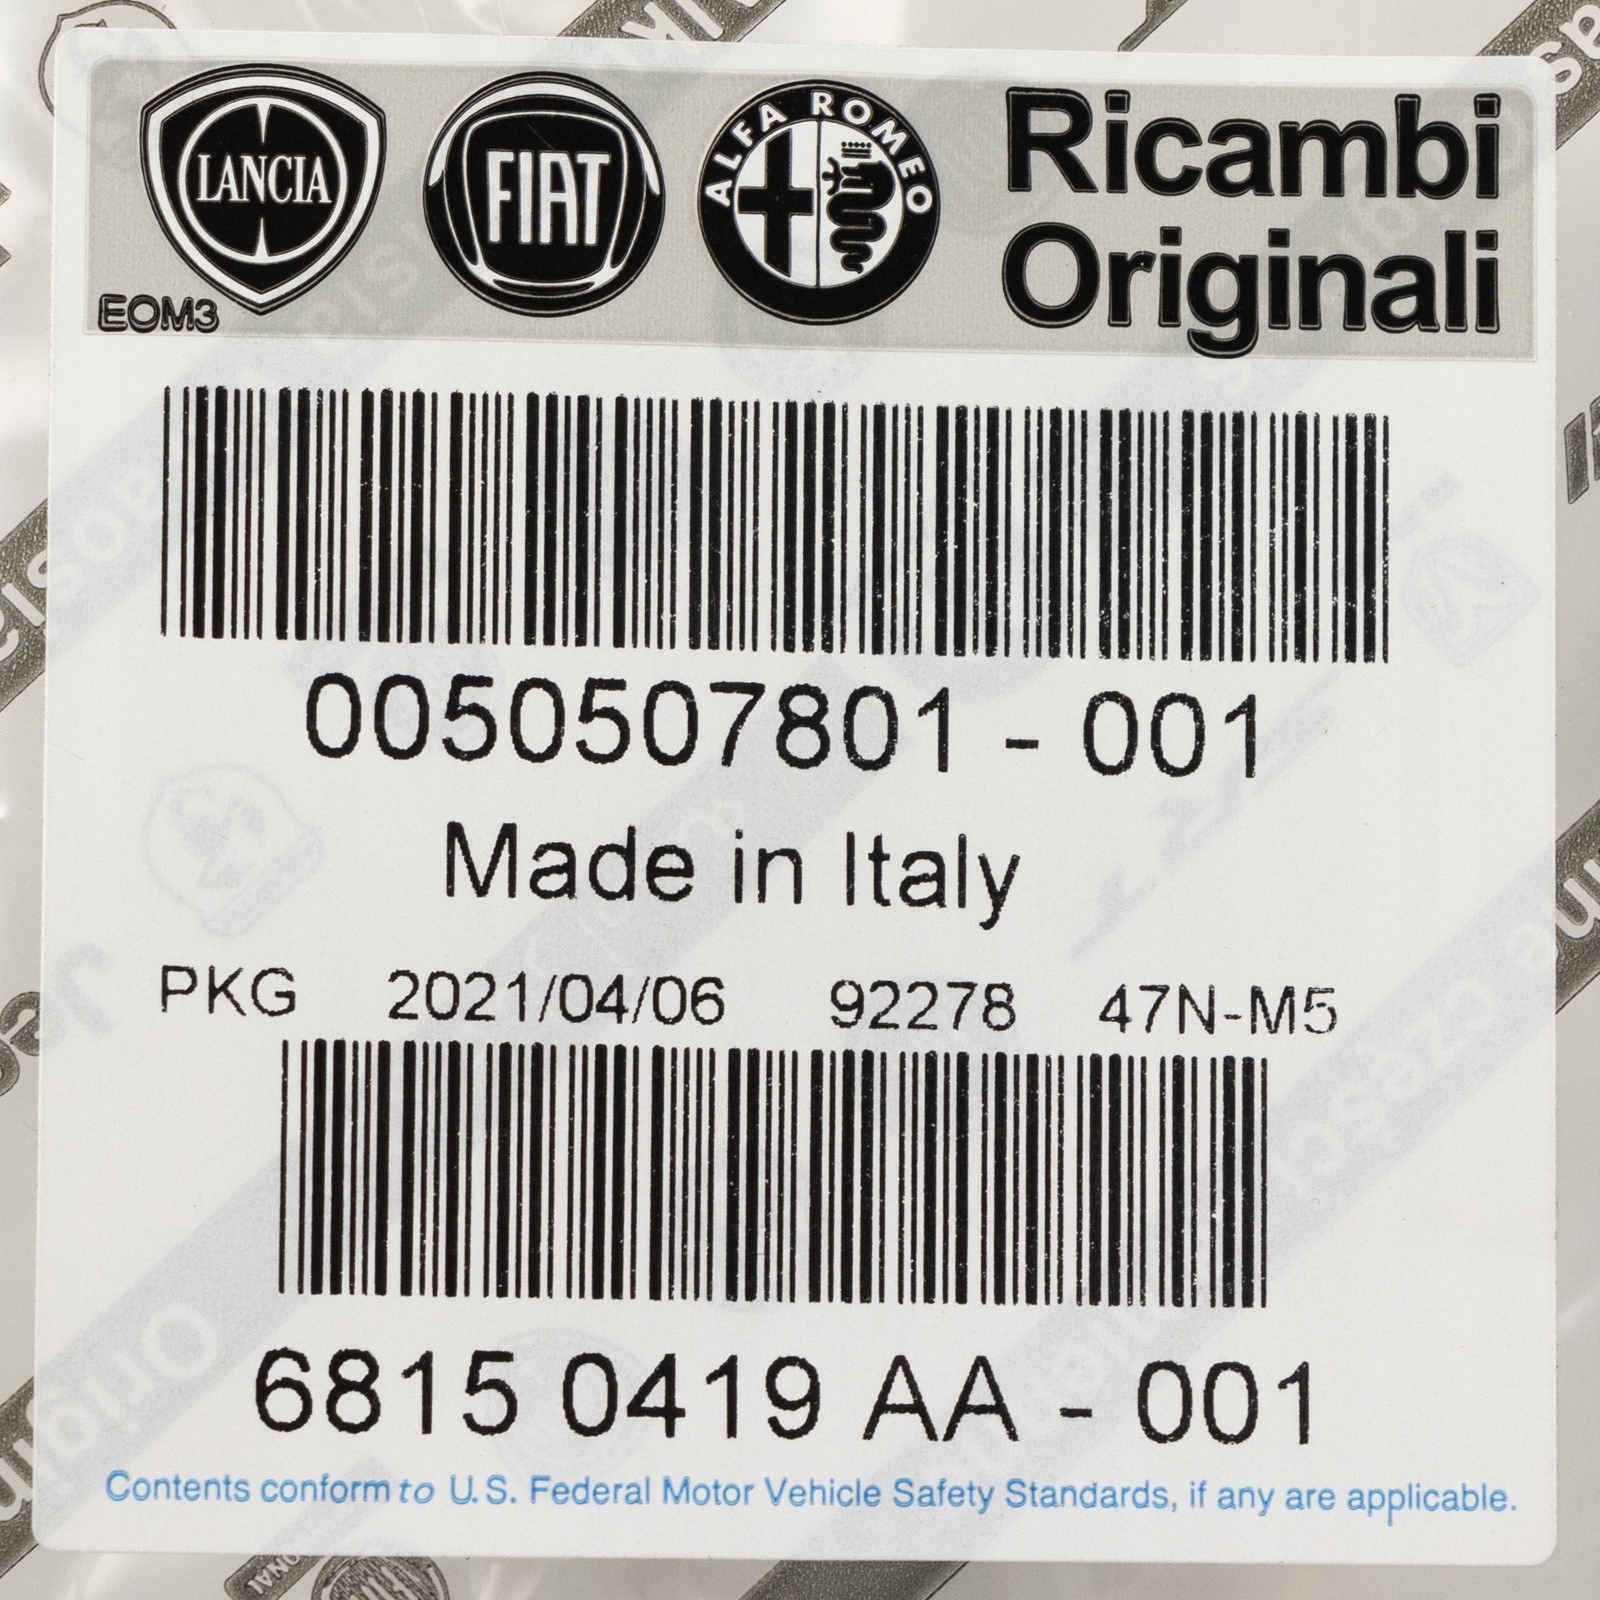 LANCIA
FIAT
ALFA ROMEO
Ricambi
Originali
EOM3
0050507801 - 001
Made in Italy
PKG 2021/04/06 92278 47N-M5
6815 0419 AA - 001
Contents conform to U.S. Federal Motor Vehicle Safety Standards, if any are applicable.